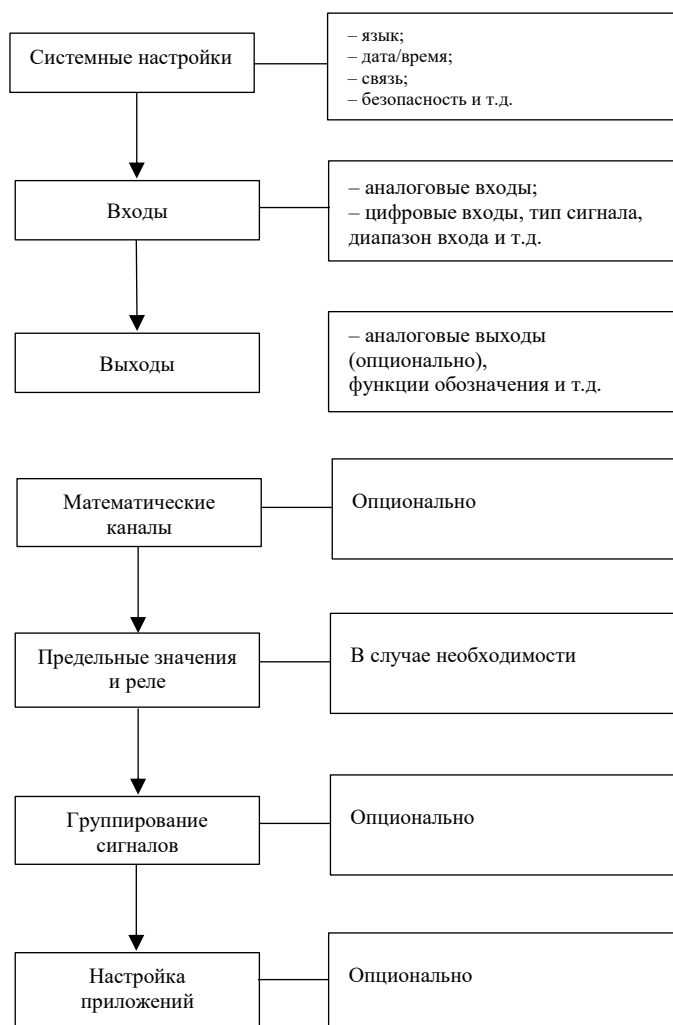 Системные настройки
– язык;
– дата/время;
– связь;
– безопасность и т.д.
Входы
– аналоговые входы;
– цифровые входы, тип сигнала,
диапазон входа и т.д.
Выходы
– аналоговые выходы
(опционально),
функции обозначения и т.д.
Математические
каналы
Опционально
Предельные значения
и реле
В случае необходимости
Группирование
сигналов
Опционально
Настройка
приложений
Опционально